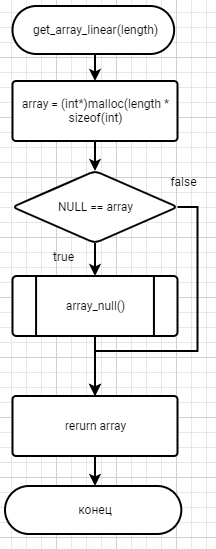 get_array_linear(length)
array = (int*)malloc(length *
sizeof(int)
false
NULL == array
true
array_null()
rerurn array
конец